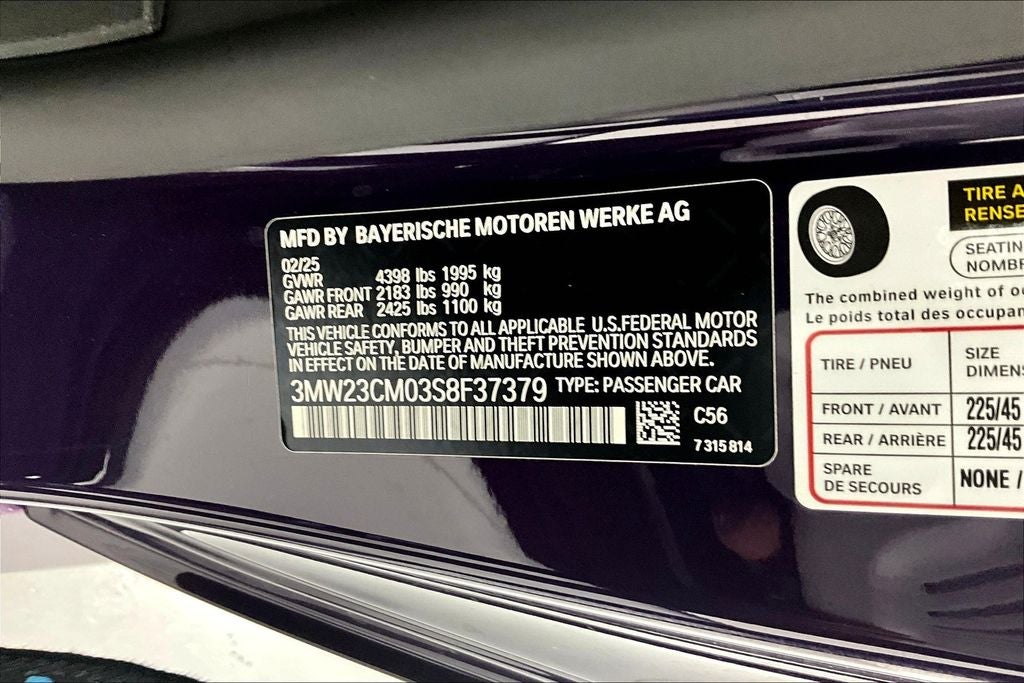 MFD BY BAYERISCHE MOTOREN WERKE AG
02/25
GVWR 4398 lbs 1995 kg
GAWR FRONT 2183 lbs 990 kg
GAWR REAR 2425 lbs 1100 kg
THIS VEHICLE CONFORMS TO ALL APPLICABLE U.S.FEDERAL MOTOR
VEHICLE SAFETY, BUMPER AND THEFT PREVENTION STANDARDS
IN EFFECT ON THE DATE OF MANUFACTURE SHOWN ABOVE.
3MW23CM03S8F37379 TYPE: PASSENGER CAR
C56
7315814
TIRE A
RENSE
SEATIN
NOMBR
The combined weight of
Le poids total des occupan
TIRE / PNEU
SIZE
DIMENS
FRONT / AVANT 225/45
REAR / ARRIÈRE 225/45
SPARE
DE SECOURS
NONE /